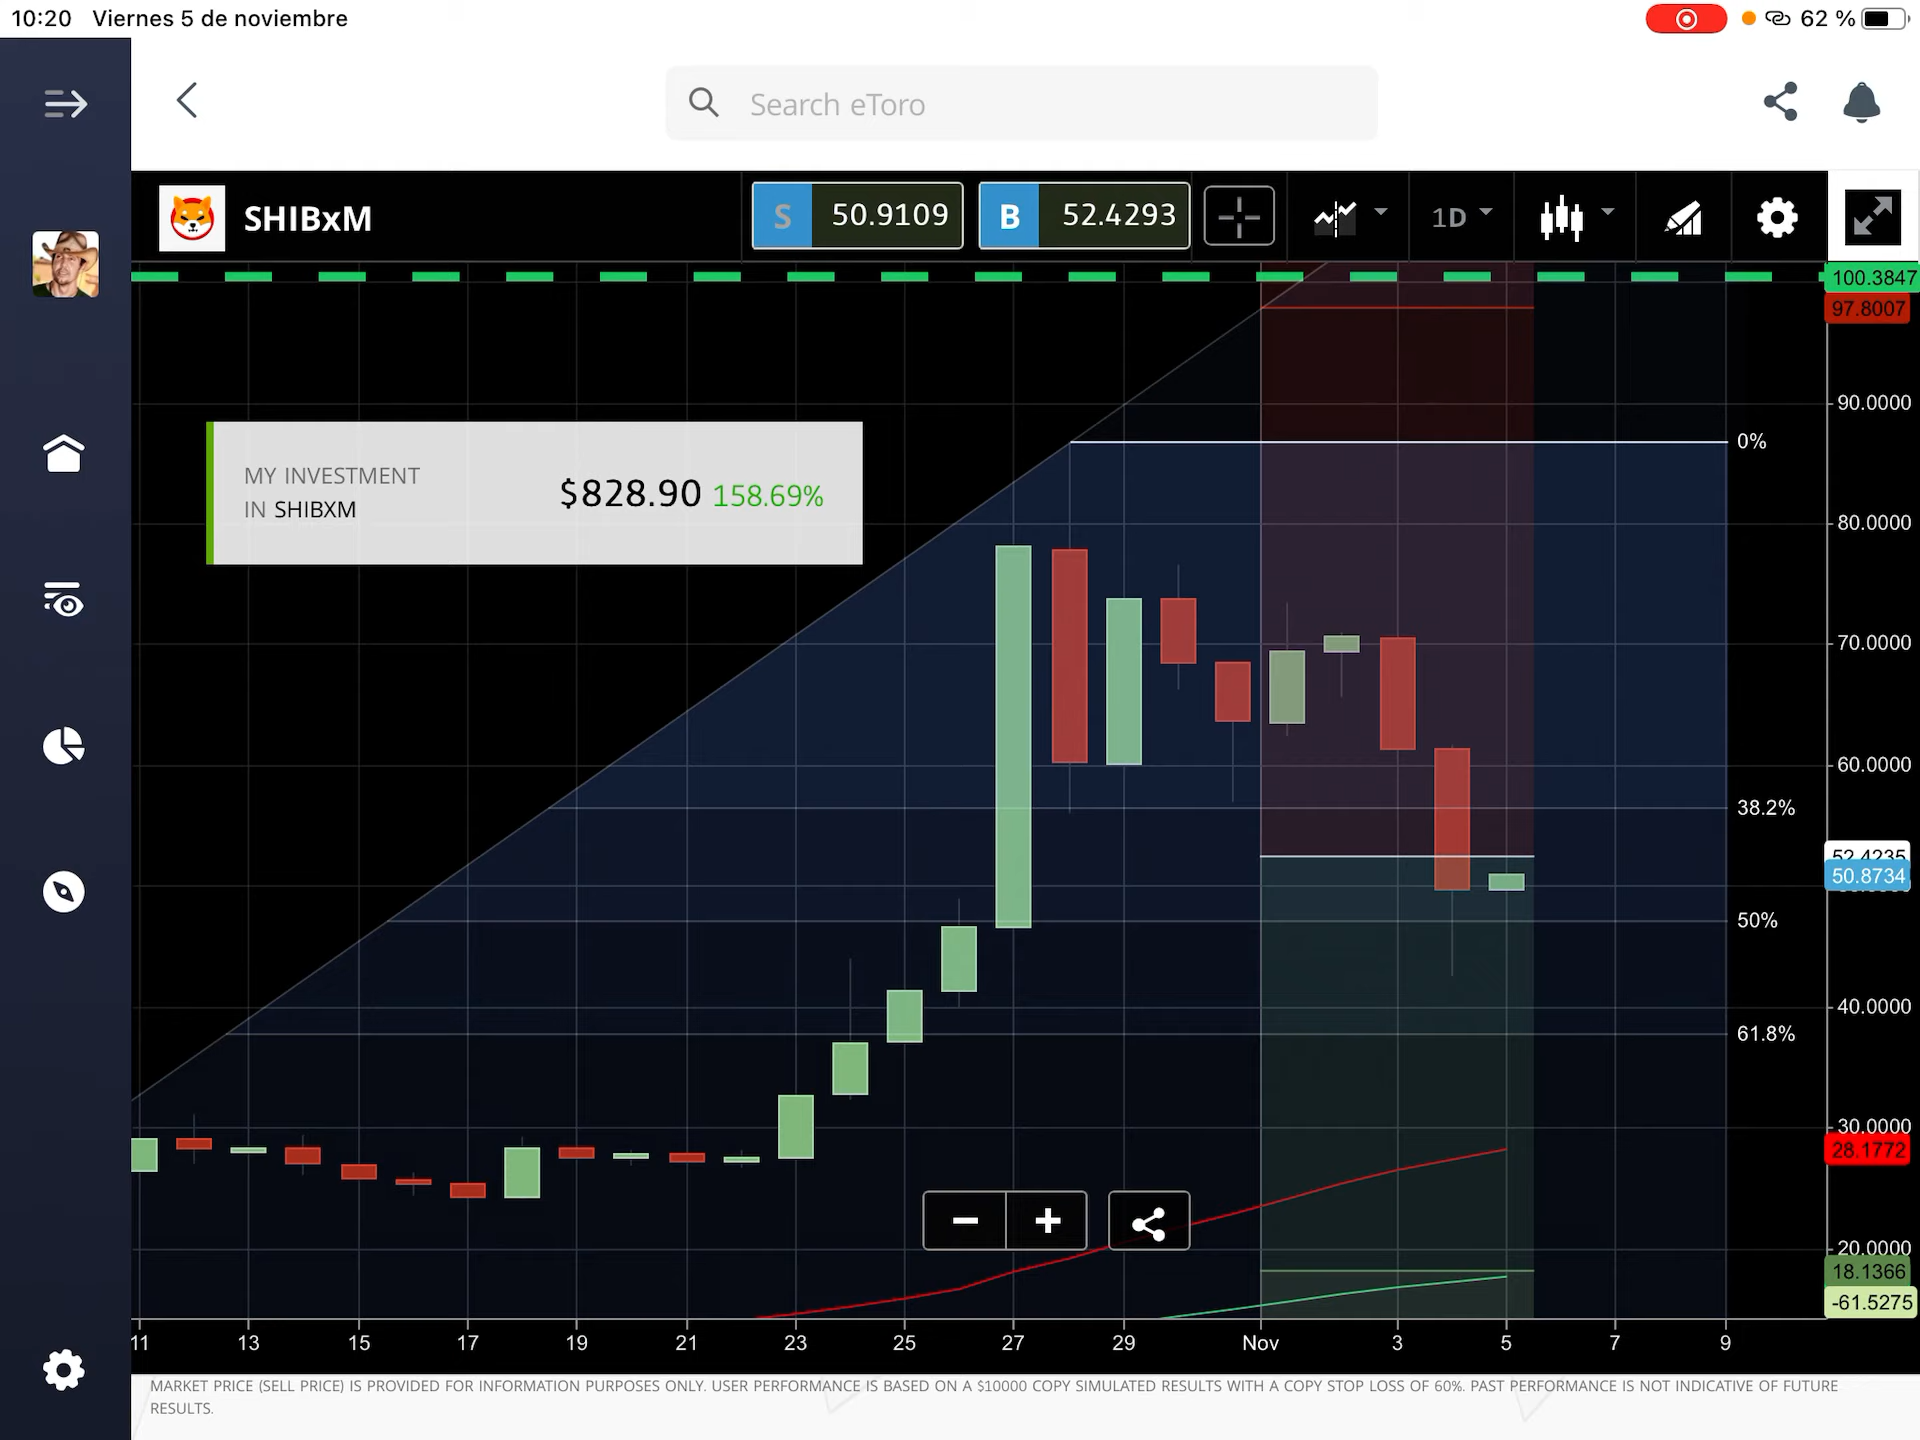 10:20 Viernes 5 de noviembre 62 %
Search eToro
SHIBxM S 50.9109 B 52.4293 1D
100.3847
97.8007
90.0000
0%
MY INVESTMENT
IN SHIBXM
$828.90 158.69%
80.0000
70.0000
60.0000
38.2%
52.4235
50.8734
50%
40.0000
61.8%
30.0000
28.1772
20.0000
18.1366
-61.5275
11 13 15 17 19 21 23 25 27 29 Nov 3 5 7 9
MARKET PRICE (SELL PRICE) IS PROVIDED FOR INFORMATION PURPOSES ONLY. USER PERFORMANCE IS BASED ON A $10000 COPY SIMULATED RESULTS WITH A COPY STOP LOSS OF 60%. PAST PERFORMANCE IS NOT INDICATIVE OF FUTURE
RESULTS.